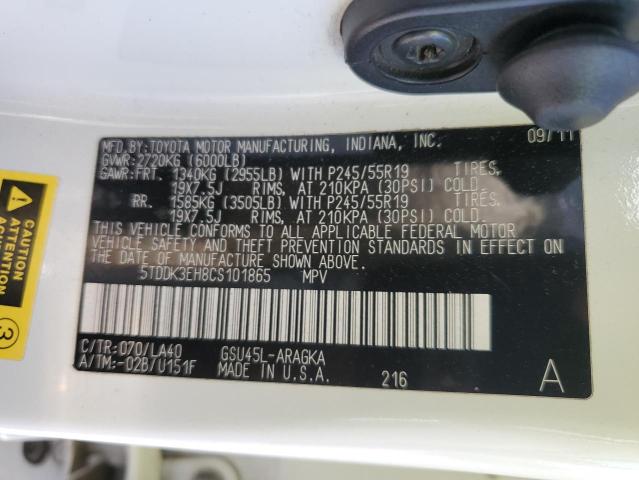 MFD.BY:TOYOTA MOTOR MANUFACTURING, INDIANA, INC. 09/11
GVWR:2720KG (6000LB)
GAWR:FRT. 1340KG (2955LB) WITH P245/55R19 TIRES,
19X7.5J RIMS, AT 210KPA (30PSI) COLD.
RR. 1585KG (3505LB) WITH P245/55R19 TIRES,
19X7.5J RIMS, AT 210KPA (30PSI) COLD.
THIS VEHICLE CONFORMS TO ALL APPLICABLE FEDERAL MOTOR
VEHICLE SAFETY AND THEFT PREVENTION STANDARDS IN EFFECT ON
THE DATE OF MANUFACTURE SHOWN ABOVE.
5TDDK3EH8CS101865 MPV
C/TR:070/LA40 GSU45L-ARAGKA
A/TM:-02B/U151F MADE IN U.S.A. 216 A
CAUTION
ATTENTION
3